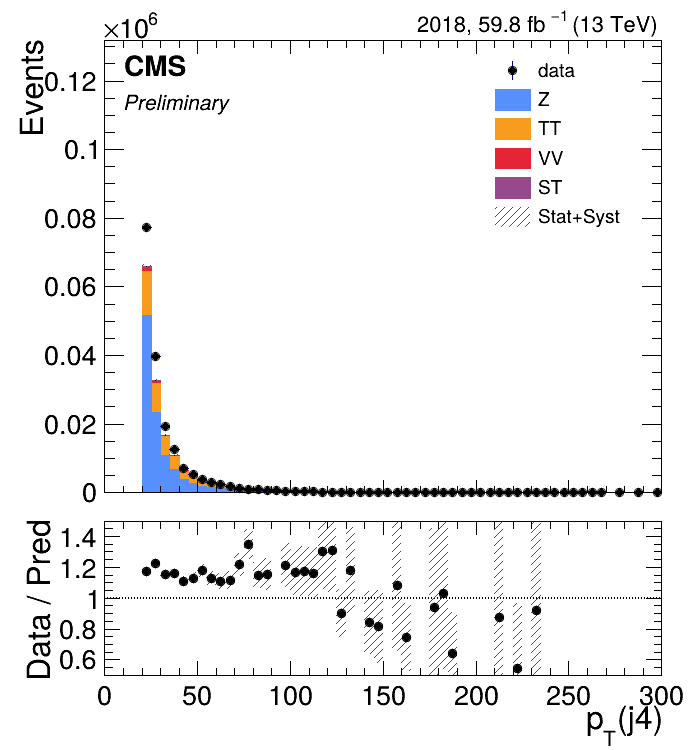 ×10⁶
2018, 59.8 fb⁻¹ (13 TeV)
Events
CMS
Preliminary
data
Z
TT
VV
ST
Stat+Syst
0.12
0.1
0.08
0.06
0.04
0.02
0
Data / Pred
1.4
1.2
1
0.8
0.6
0 50 100 150 200 250 300
p_T(j4)